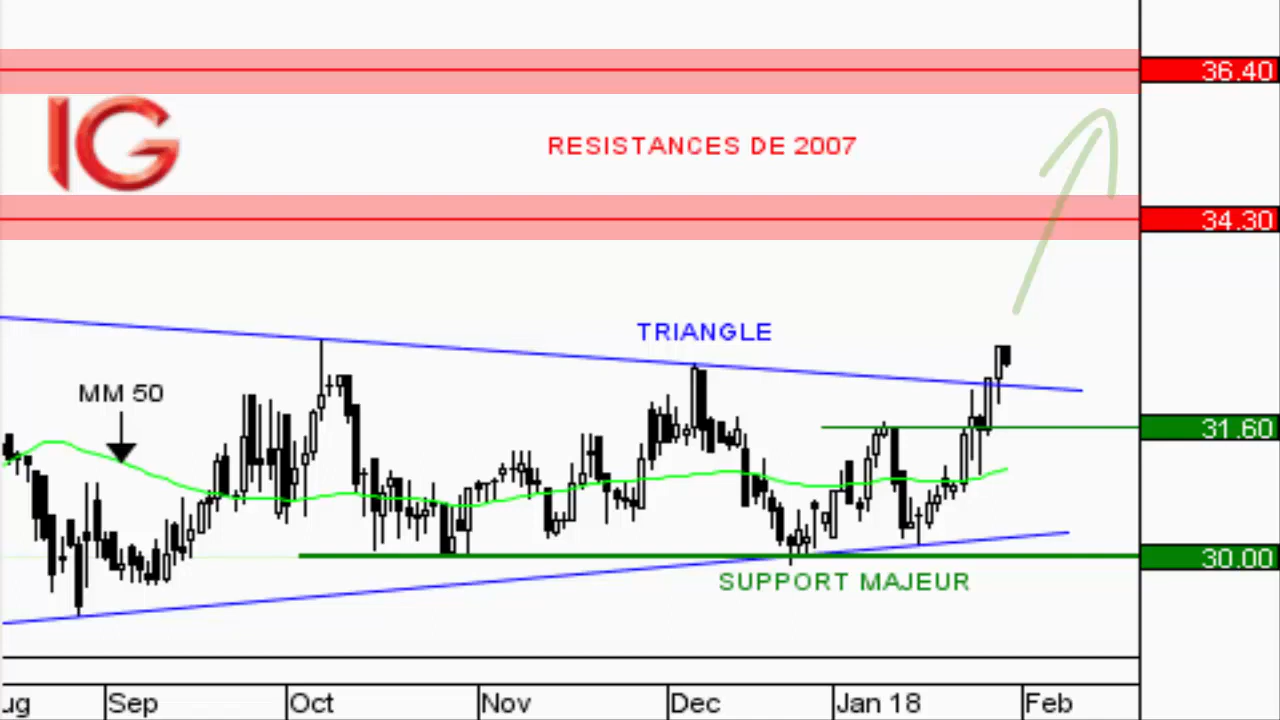 36.40
IG
RESISTANCES DE 2007
34.30
TRIANGLE
MM 50
31.60
30.00
SUPPORT MAJEUR
ug Sep Oct Nov Dec Jan 18 Feb